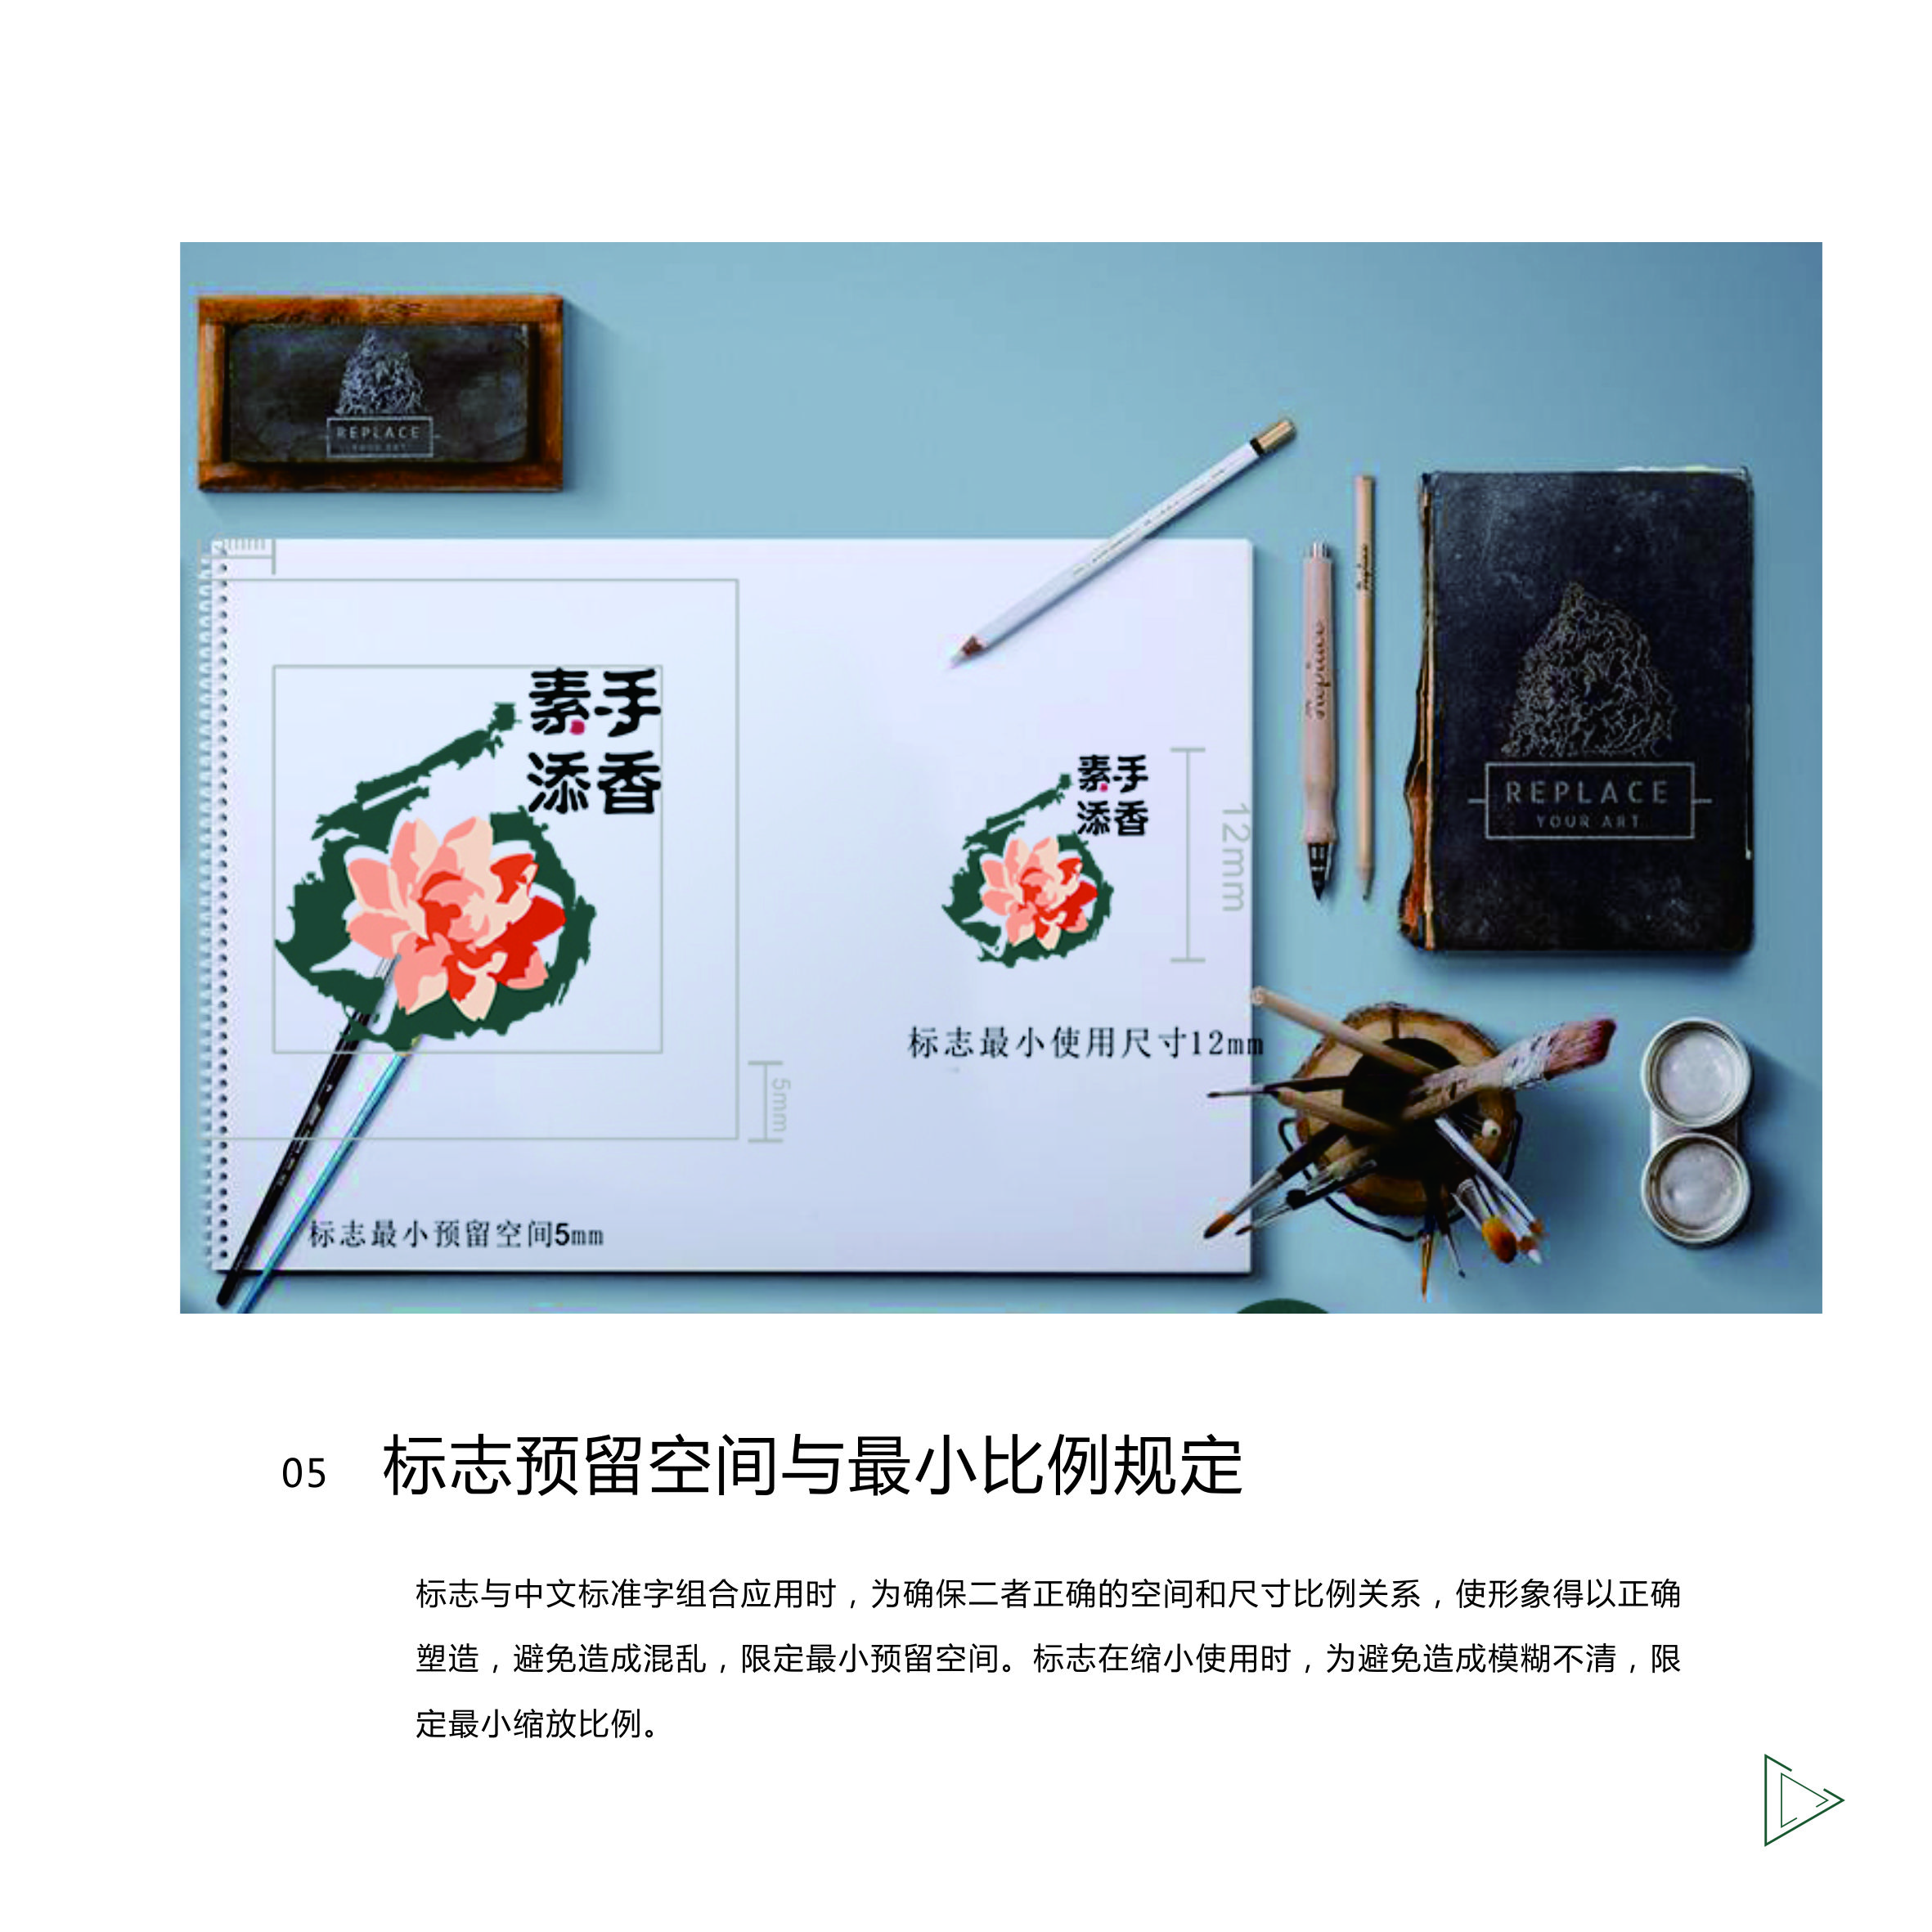 REPLACE
YOUR ART
素手
添香
5mm
标志最小预留空间5mm
素手
添香
12mm
标志最小使用尺寸12mm
Replace
REPLACE
YOUR ART
05 标志预留空间与最小比例规定
标志与中文标准字组合应用时，为确保二者正确的空间和尺寸比例关系，使形象得以正确
塑造，避免造成混乱，限定最小预留空间。标志在缩小使用时，为避免造成模糊不清，限
定最小缩放比例。